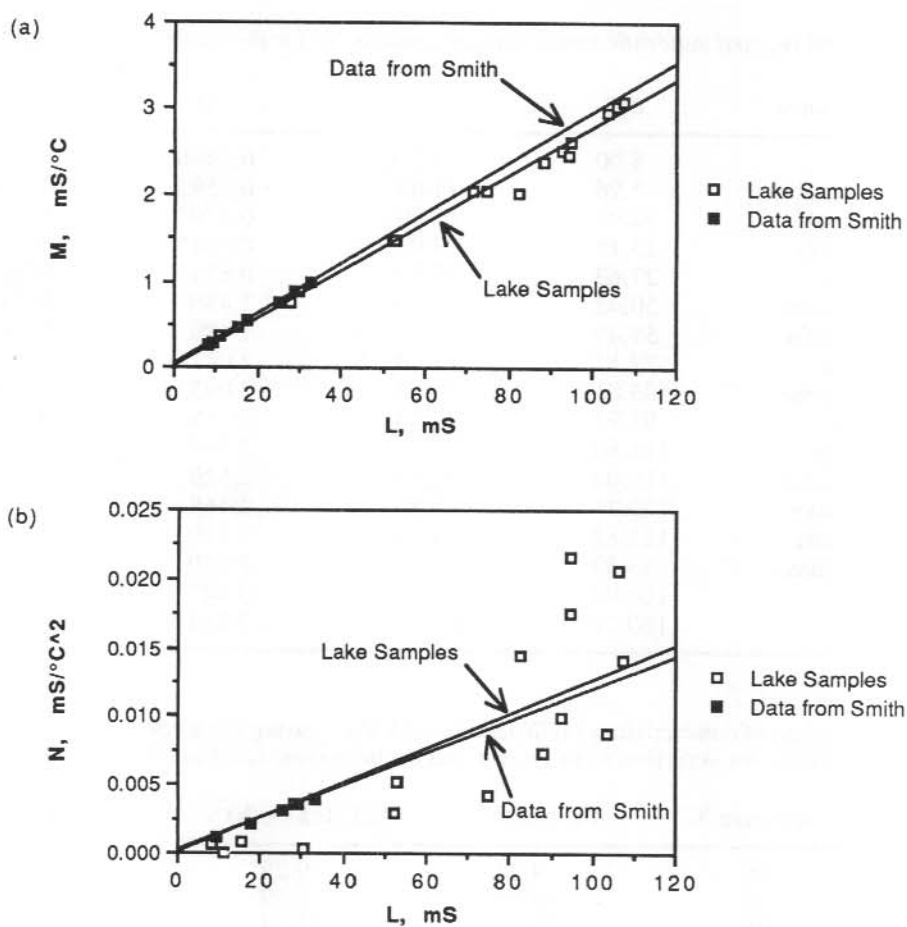 (a)
4
3
2
1
0
M, mS/°C
Data from Smith
Lake Samples
Lake Samples
Data from Smith
0 20 40 60 80 100 120
L, mS
(b)
0.025
0.020
0.015
0.010
0.005
0.000
N, mS/°C^2
Lake Samples
Data from Smith
Lake Samples
Data from Smith
0 20 40 60 80 100 120
L, mS